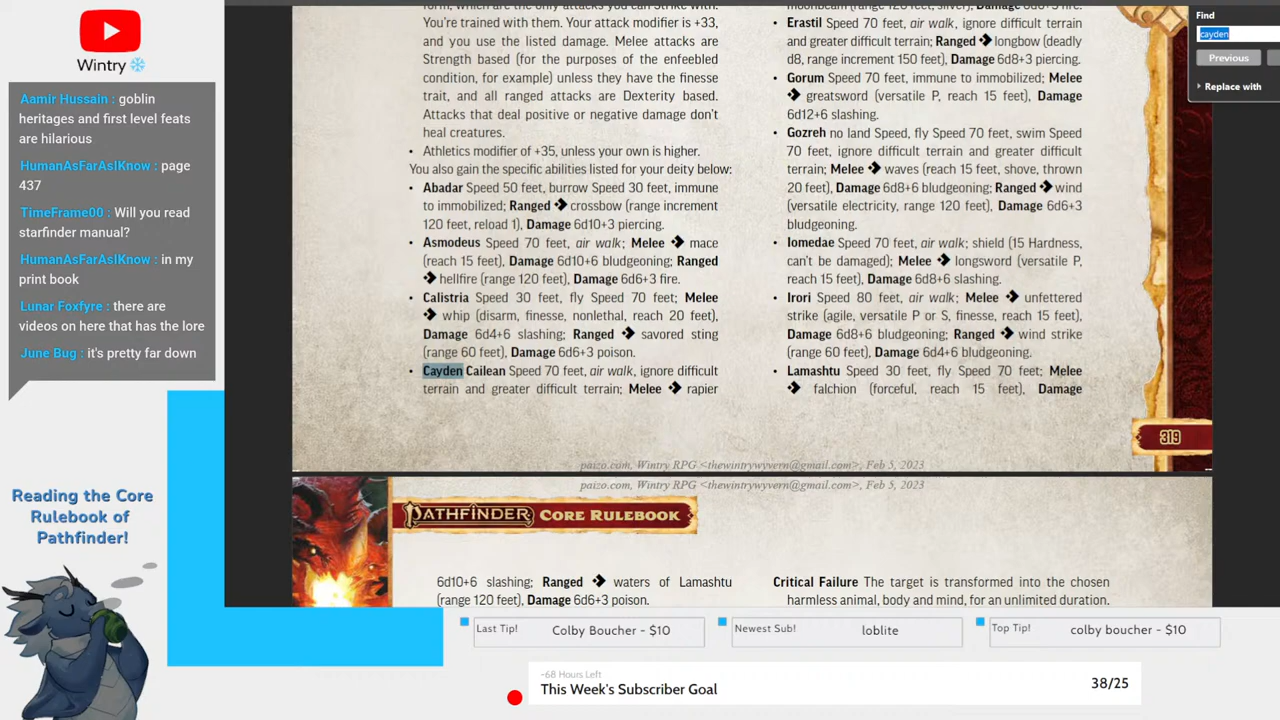 Wintry ❄️
Aamir Hussain : goblin
heritages and first level feats
are hilarious
HumanAsFarAsIKnow : page
437
TimeFrame00 : Will you read
starfinder manual?
HumanAsFarAsIKnow : in my
print book
Lunar Foxfyre : there are
videos on here that has the lore
June Bug : it's pretty far down
Reading the Core
Rulebook of
Pathfinder!
form, which are the only attacks you can Strike with.
You're trained with them. Your attack modifier is +33,
and you use the listed damage. Melee attacks are
Strength based (for the purposes of the enfeebled
condition, for example) unless they have the finesse
trait, and all ranged attacks are Dexterity based.
Attacks that deal positive or negative damage don't
heal creatures.
• Athletics modifier of +35, unless your own is higher.
You also gain the specific abilities listed for your deity below:
• Abadar Speed 50 feet, burrow Speed 30 feet, immune
to immobilized; Ranged ◆ crossbow (range increment
120 feet, reload 1), Damage 6d10+3 piercing.
• Asmodeus Speed 70 feet, air walk; Melee ◆ mace
(reach 15 feet), Damage 6d10+6 bludgeoning; Ranged
◆ hellfire (range 120 feet), Damage 6d6+3 fire.
• Calistria Speed 30 feet, fly Speed 70 feet; Melee
◆ whip (disarm, finesse, nonlethal, reach 20 feet),
Damage 6d4+6 slashing; Ranged ◆ savored sting
(range 60 feet), Damage 6d6+3 poison.
• Cayden Cailean Speed 70 feet, air walk, ignore difficult
terrain and greater difficult terrain; Melee ◆ rapier
• Erastil Speed 70 feet, air walk, ignore difficult terrain
and greater difficult terrain; Ranged ◆ longbow (deadly
d8, range increment 150 feet), Damage 6d8+3 piercing.
• Gorum Speed 70 feet, immune to immobilized; Melee
◆ greatsword (versatile P, reach 15 feet), Damage
6d12+6 slashing.
• Gozreh no land Speed, fly Speed 70 feet, swim Speed
70 feet, ignore difficult terrain and greater difficult
terrain; Melee ◆ waves (reach 15 feet, shove, thrown
20 feet), Damage 6d8+6 bludgeoning; Ranged ◆ wind
(versatile electricity, range 120 feet), Damage 6d6+3
bludgeoning.
• Iomedae Speed 70 feet, air walk; shield (15 Hardness,
can't be damaged); Melee ◆ longsword (versatile P,
reach 15 feet), Damage 6d8+6 slashing.
• Irori Speed 80 feet, air walk; Melee ◆ unfettered
strike (agile, versatile P or S, finesse, reach 15 feet),
Damage 6d8+6 bludgeoning; Ranged ◆ wind strike
(range 60 feet), Damage 6d4+6 bludgeoning.
• Lamashtu Speed 30 feet, fly Speed 70 feet; Melee
◆ falchion (forceful, reach 15 feet), Damage
319
paizo.com, Wintry RPG <thewintrywyvern@gmail.com>, Feb 5, 2023
paizo.com, Wintry RPG <thewintrywyvern@gmail.com>, Feb 5, 2023
PATHFINDER CORE RULEBOOK
6d10+6 slashing; Ranged ◆ waters of Lamashtu
(range 120 feet), Damage 6d6+3 poison.
Critical Failure The target is transformed into the chosen
harmless animal, body and mind, for an unlimited duration.
Find
cayden
Previous
Replace with
Last Tip! Colby Boucher - $10
Newest Sub! loblite
Top Tip! colby boucher - $10
-68 Hours Left
This Week's Subscriber Goal
38/25